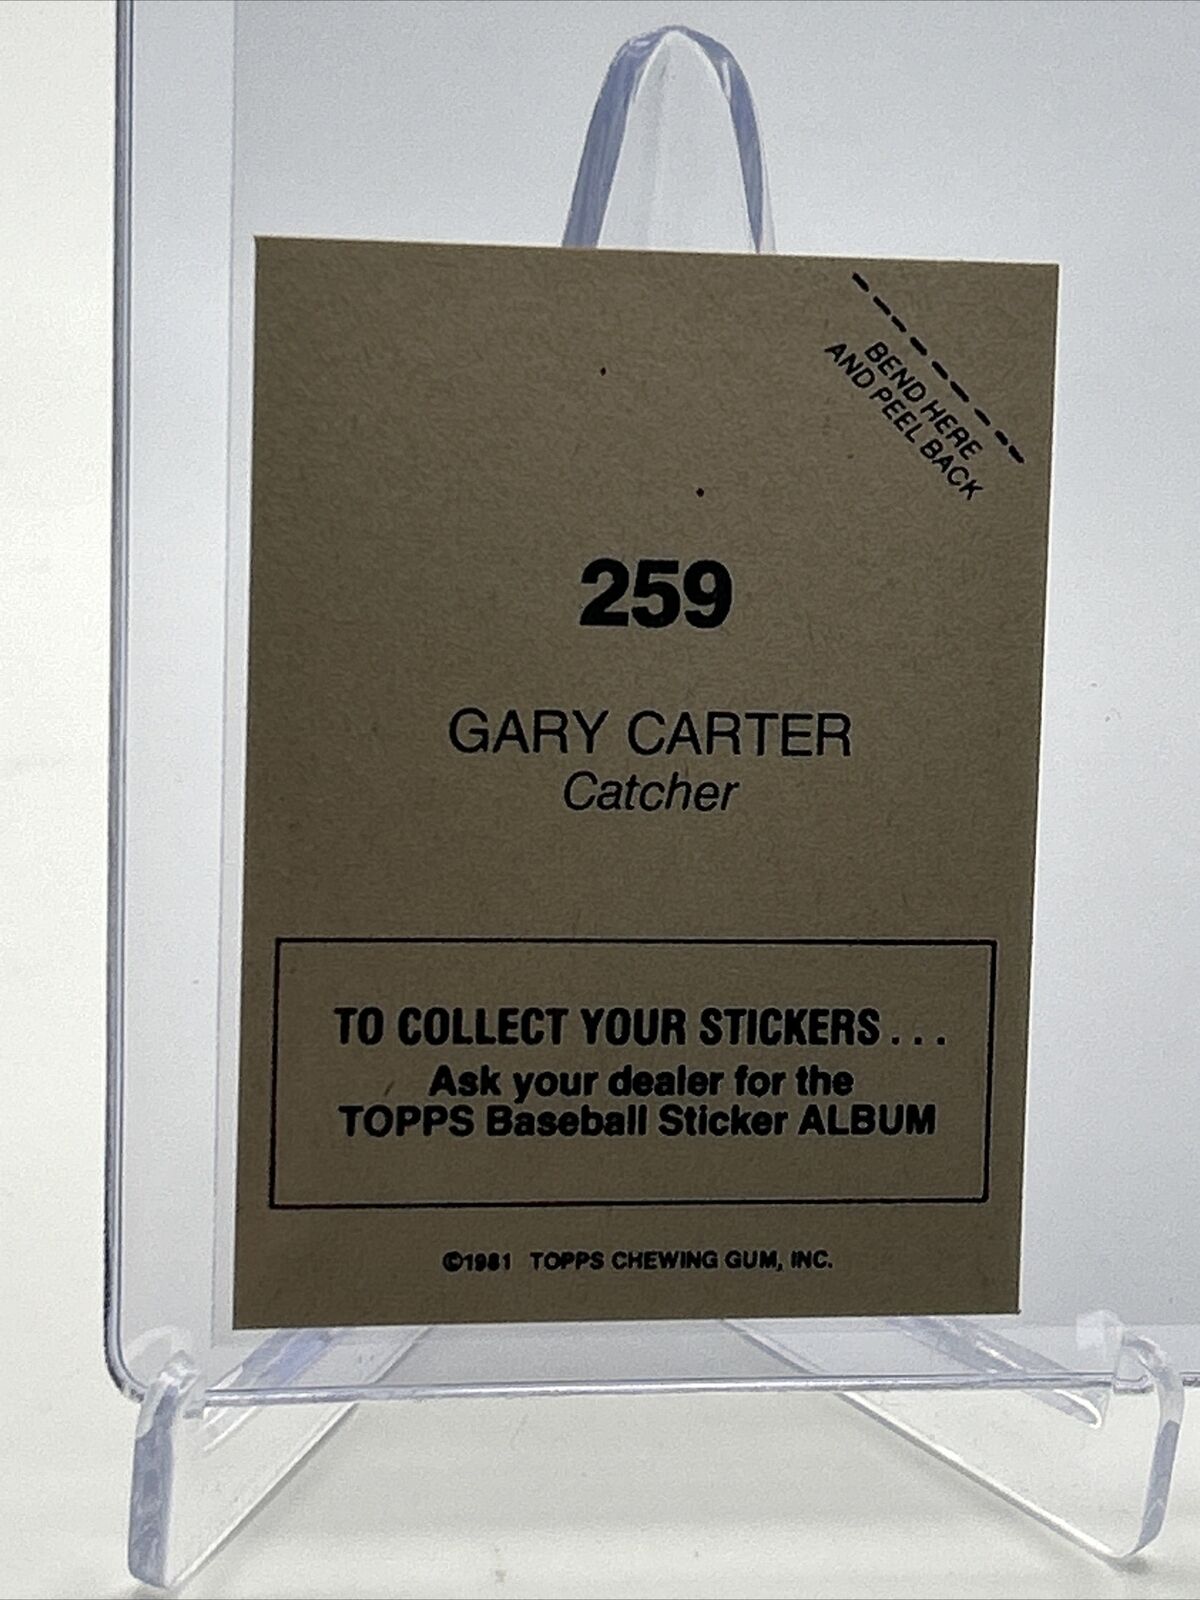 BEND HERE
AND PEEL BACK
259
GARY CARTER
Catcher
TO COLLECT YOUR STICKERS...
Ask your dealer for the
TOPPS Baseball Sticker ALBUM
©1981 TOPPS CHEWING GUM, INC.